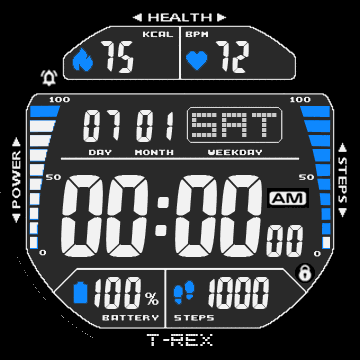 ◄ HEALTH ►
KCAL BPM
75 72
100 100
07 01 SAT
DAY MONTH WEEKDAY
◄ POWER ►
◄ STEPS ►
50 50
00:00 00 AM
0 0
100% 1000
BATTERY STEPS
T-REX